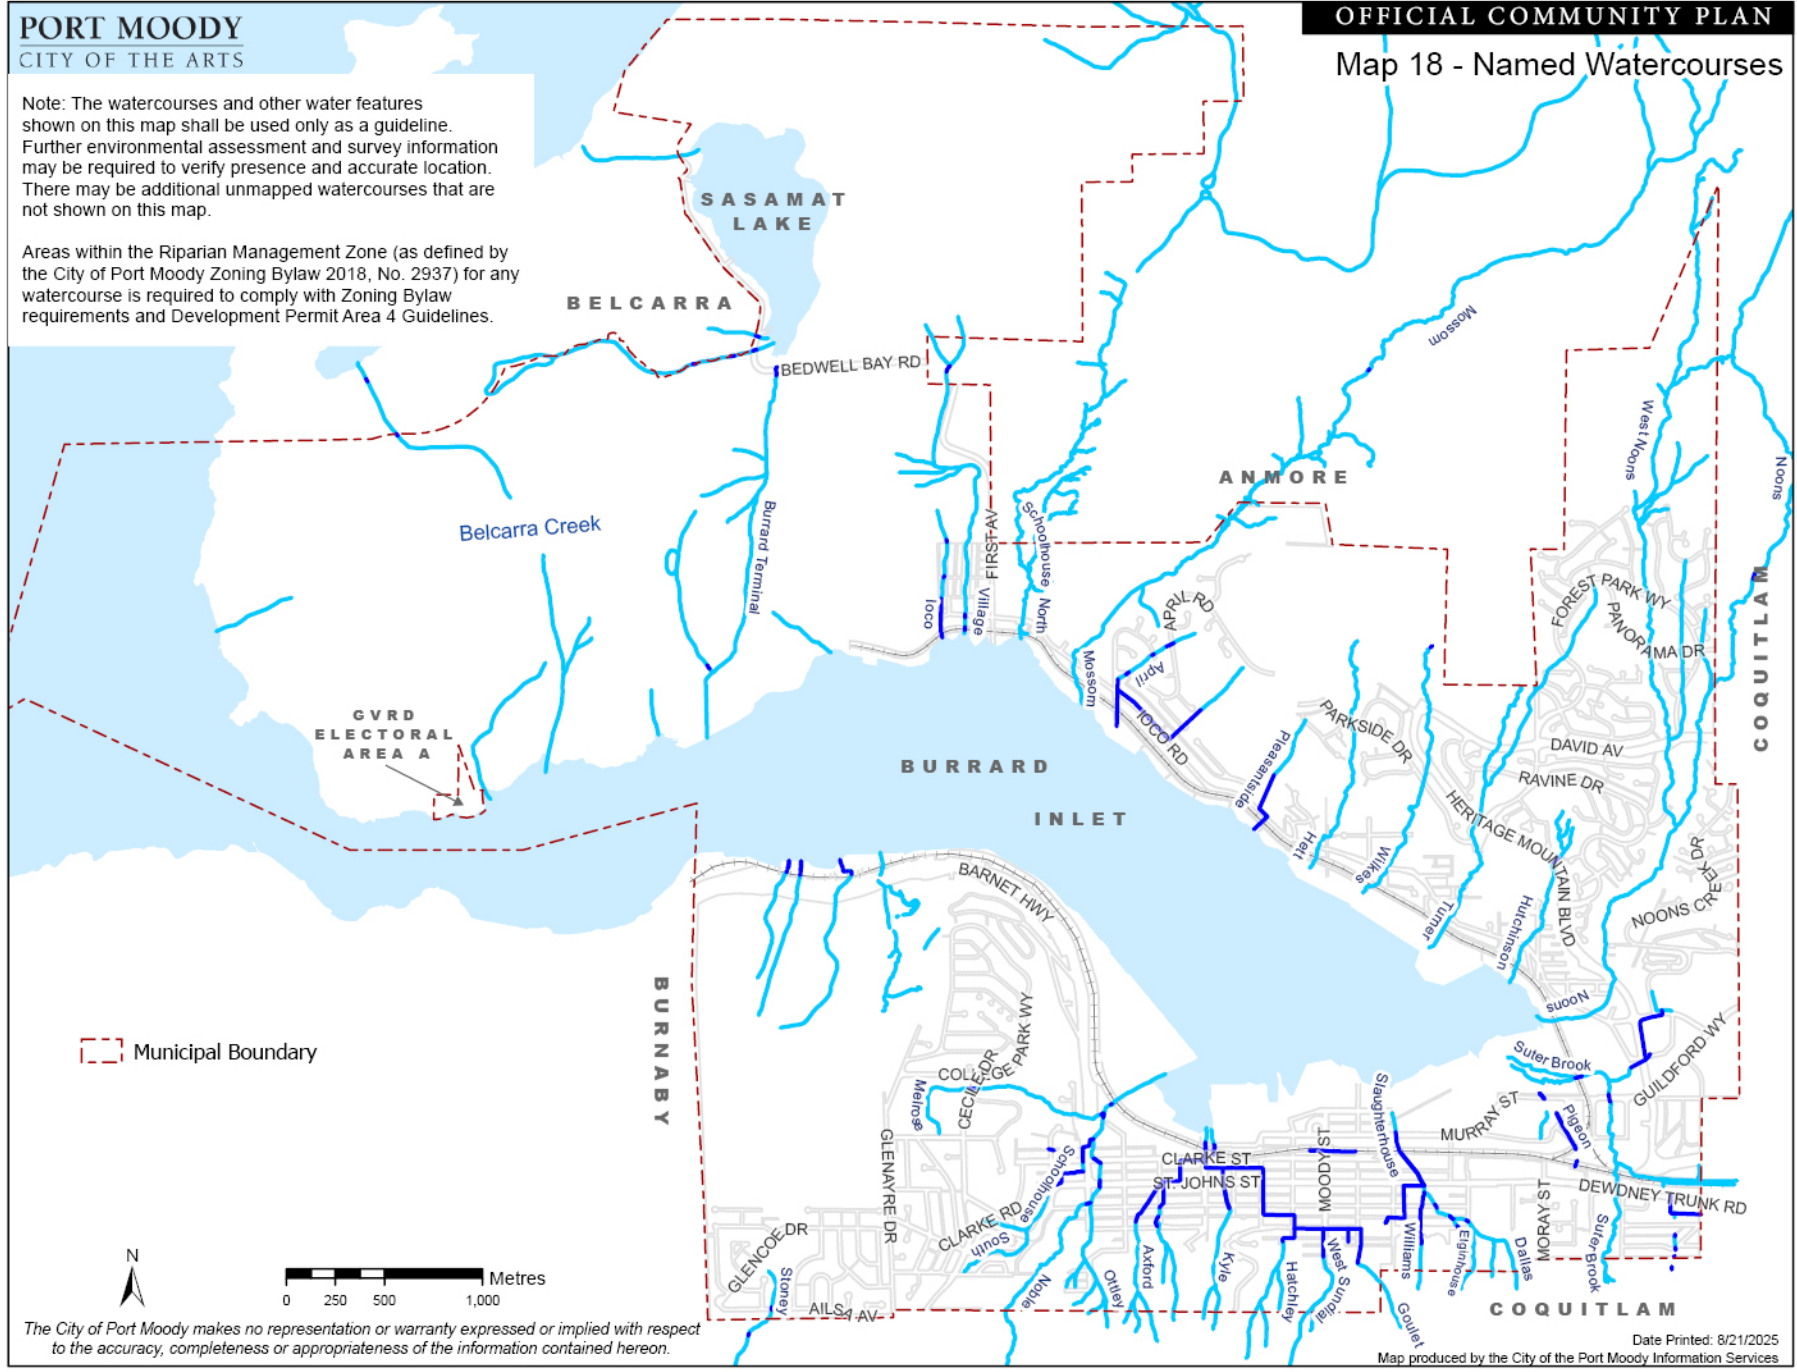 PORT MOODY
CITY OF THE ARTS
OFFICIAL COMMUNITY PLAN
Map 18 - Named Watercourses
Note: The watercourses and other water features
shown on this map shall be used only as a guideline.
Further environmental assessment and survey information
may be required to verify presence and accurate location.
There may be additional unmapped watercourses that are
not shown on this map.
Areas within the Riparian Management Zone (as defined by
the City of Port Moody Zoning Bylaw 2018, No. 2937) for any
watercourse is required to comply with Zoning Bylaw
requirements and Development Permit Area 4 Guidelines.
SASAMAT
LAKE
BELCARRA
BEDWELL BAY RD
Mossom
West Noons
Noons
ANMORE
Belcarra Creek
Burrard Terminal
FIRST AV
Schoolhouse North
Ioco
Village
APRIL RD
FOREST PARK WY
PANORAMA DR
COQUITLAM
Mossom
April
IOCO RD
GVRD
ELECTORAL
AREA A
PARKSIDE DR
Pleasantside
DAVID AV
RAVINE DR
BURRARD
INLET
HERITAGE MOUNTAIN BLVD
Hett
Wilkes
Turner
Hutchinson
NOONS CREEK DR
BARNET HWY
Noons
BURNABY
Municipal Boundary
COLLEGE PARK WY
CECILE DR
Melrose
Suter Brook
GUILDFORD WY
Slaughterhouse
MURRAY ST
Pigeon
GLENAYRE DR
Schoolhouse
South
CLARKE RD
CLARKE ST
ST. JOHNS ST
MOODY ST
MORAY ST
DEWDNEY TRUNK RD
Suter Brook
GLENCOE DR
Stoney
AILSA AV
Noble
Ottley
Axford
Kyle
Hatchley
West Sundial
Goulet
Williams
Elginhouse
Dallas
COQUITLAM
N
Metres
0 250 500 1,000
The City of Port Moody makes no representation or warranty expressed or implied with respect
to the accuracy, completeness or appropriateness of the information contained hereon.
Date Printed: 8/21/2025
Map produced by the City of the Port Moody Information Services